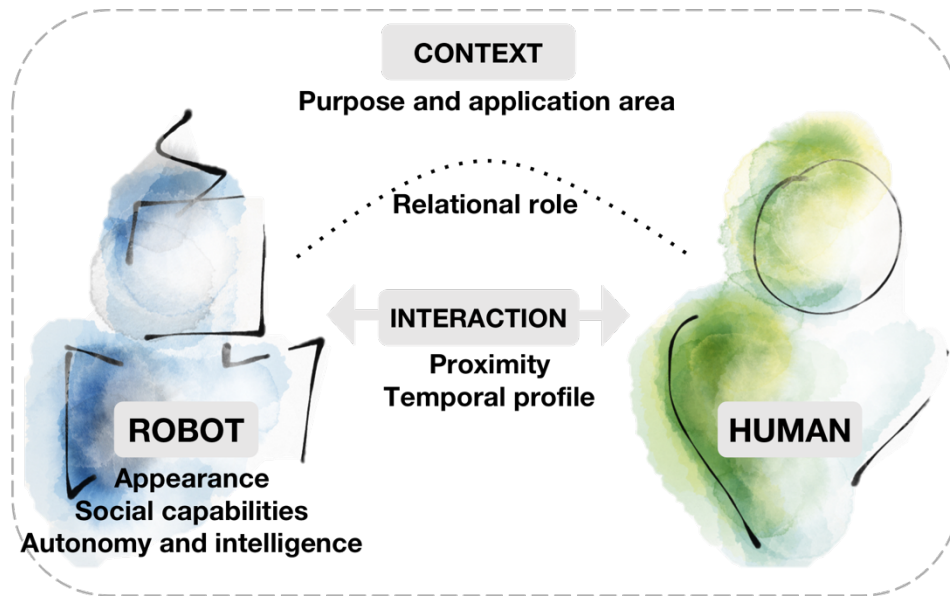 CONTEXT
Purpose and application area
Relational role
INTERACTION
Proximity
Temporal profile
ROBOT
Appearance
Social capabilities
Autonomy and intelligence
HUMAN